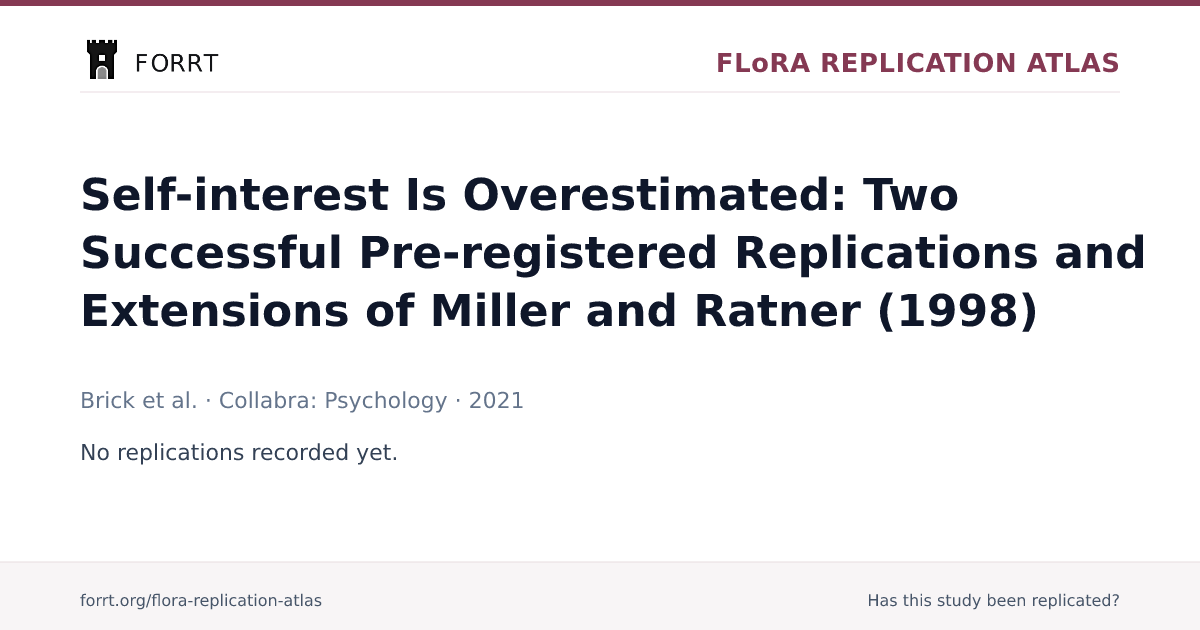 FORRT
FLoRA REPLICATION ATLAS
Self-interest Is Overestimated: Two
Successful Pre-registered Replications and
Extensions of Miller and Ratner (1998)
Brick et al. · Collabra: Psychology · 2021
No replications recorded yet.
forrt.org/flora-replication-atlas
Has this study been replicated?